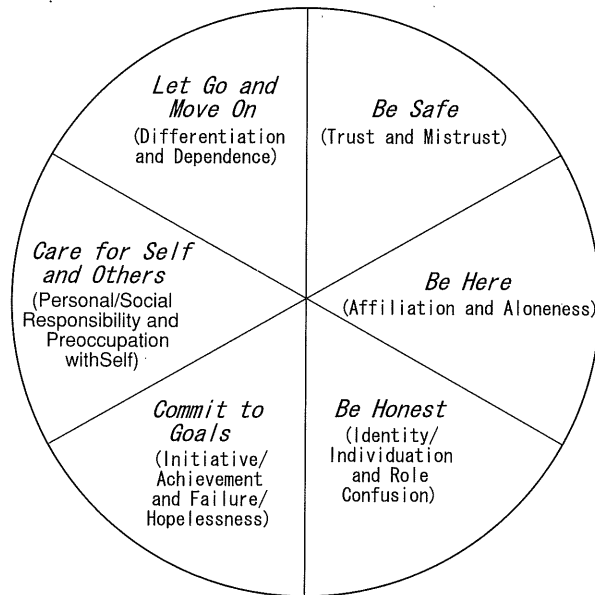 Let Go and
Move On
(Differentiation
and Dependence)
Be Safe
(Trust and Mistrust)
Care for Self
and Others
(Personal/Social
Responsibility and
Preoccupation
withSelf)
Be Here
(Affiliation and Aloneness)
Commit to
Goals
(Initiative/
Achievement
and Failure/
Hopelessness)
Be Honest
(Identity/
Individuation
and Role
Confusion)